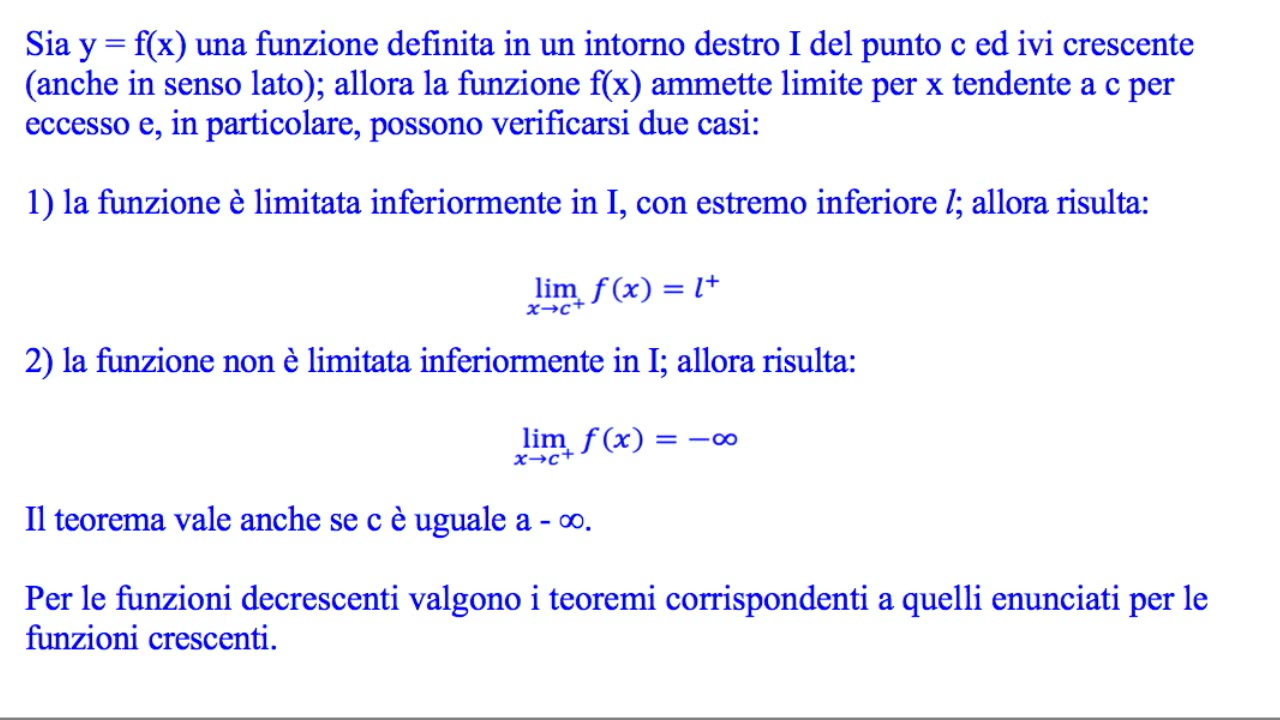 Sia y = f(x) una funzione definita in un intorno destro I del punto c ed ivi crescente
(anche in senso lato); allora la funzione f(x) ammette limite per x tendente a c per
eccesso e, in particolare, possono verificarsi due casi:
1) la funzione è limitata inferiormente in I, con estremo inferiore l; allora risulta:
lim f(x) = l⁺
x→c⁺
2) la funzione non è limitata inferiormente in I; allora risulta:
lim f(x) = −∞
x→c⁺
Il teorema vale anche se c è uguale a - ∞.
Per le funzioni decrescenti valgono i teoremi corrispondenti a quelli enunciati per le
funzioni crescenti.